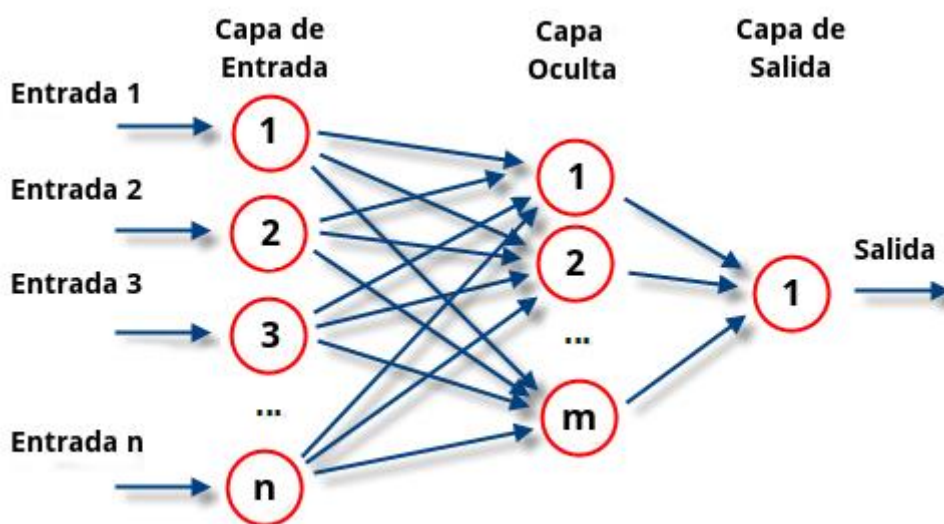 Capa de
Entrada
Capa
Oculta
Capa de
Salida
Entrada 1
1
Entrada 2
2
Entrada 3
3
...
Entrada n
n
1
2
...
m
1
Salida